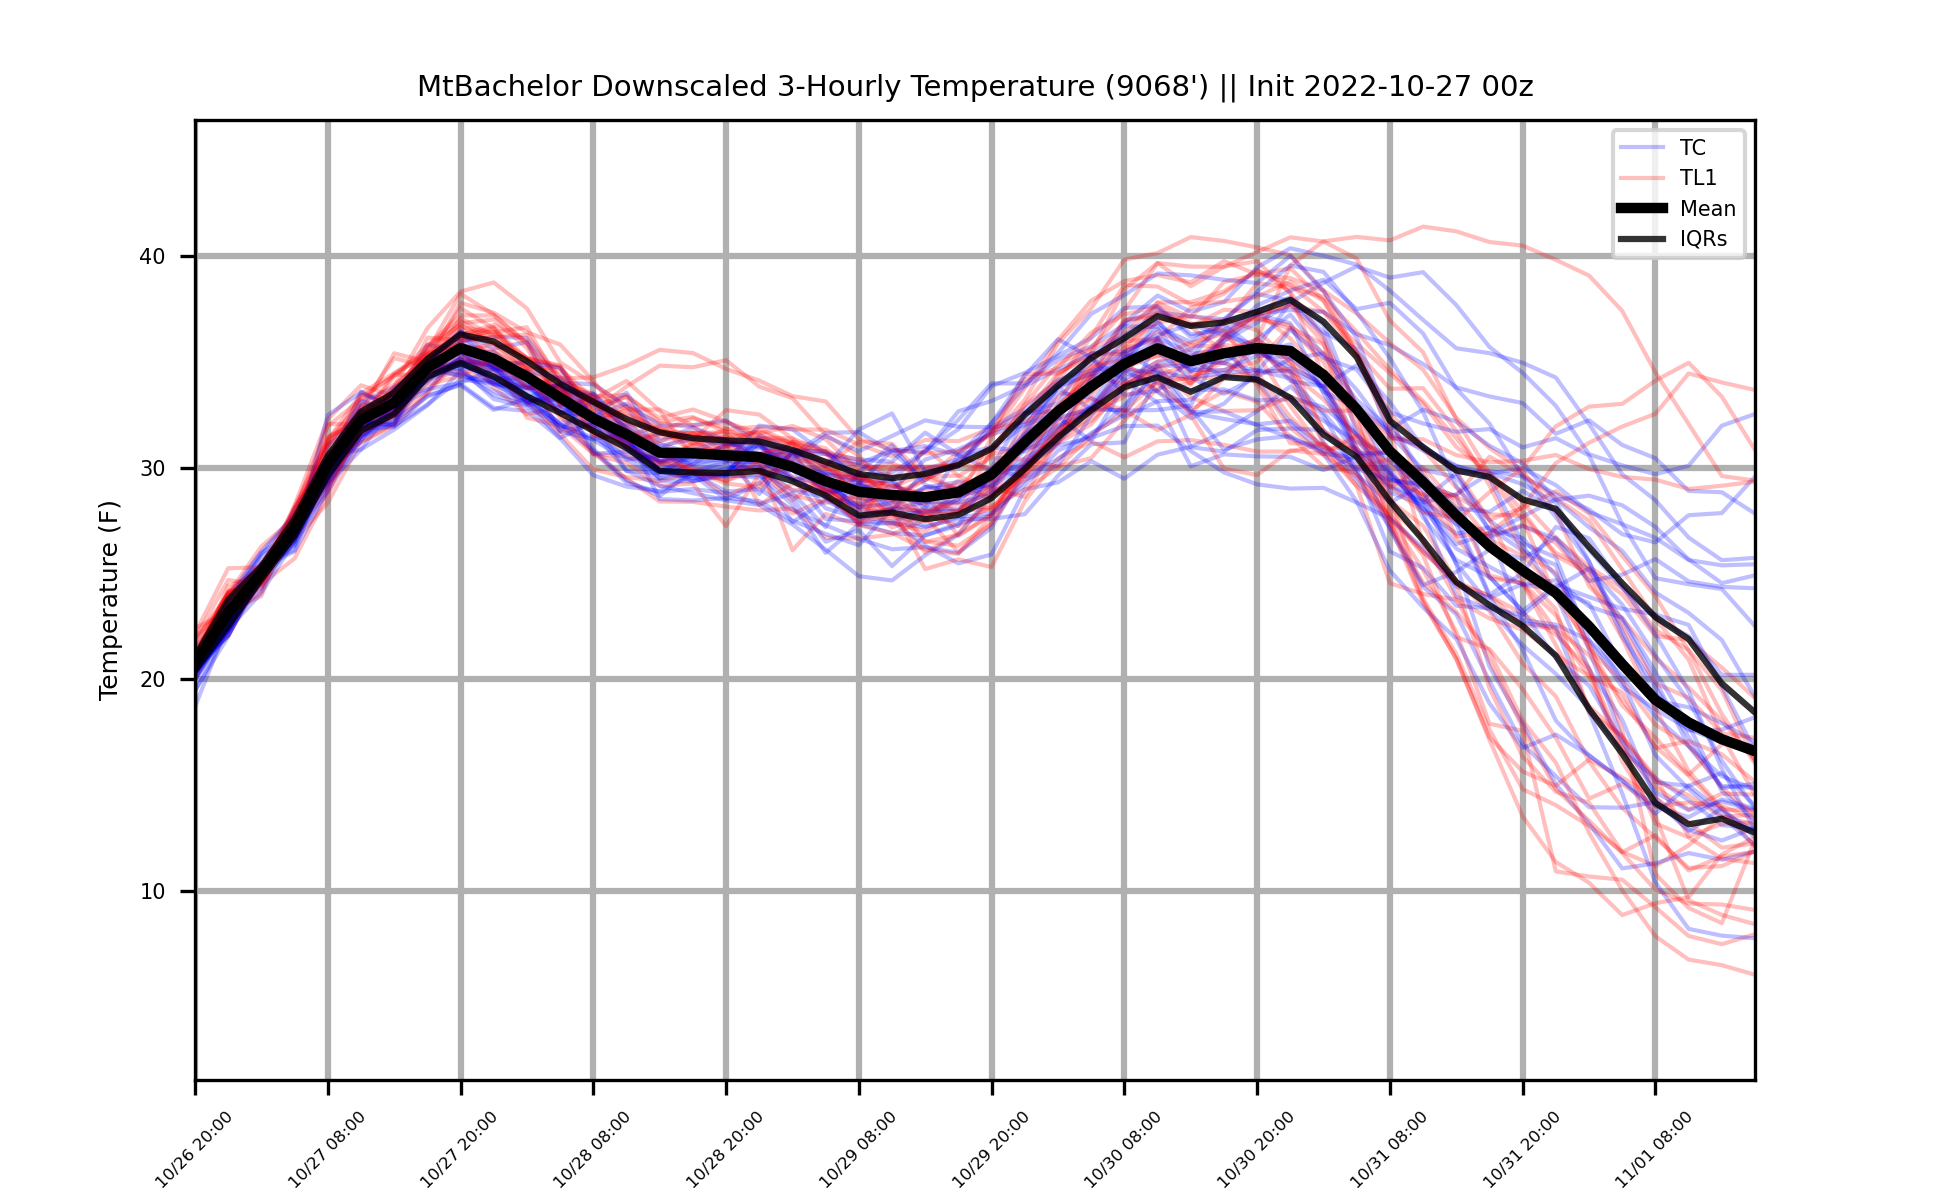 MtBachelor Downscaled 3-Hourly Temperature (9068') || Init 2022-10-27 00z
TC
TL1
Mean
IQRs
Temperature (F)
40
30
20
10
10/26 20:00
10/27 08:00
10/27 20:00
10/28 08:00
10/28 20:00
10/29 08:00
10/29 20:00
10/30 08:00
10/30 20:00
10/31 08:00
10/31 20:00
11/01 08:00